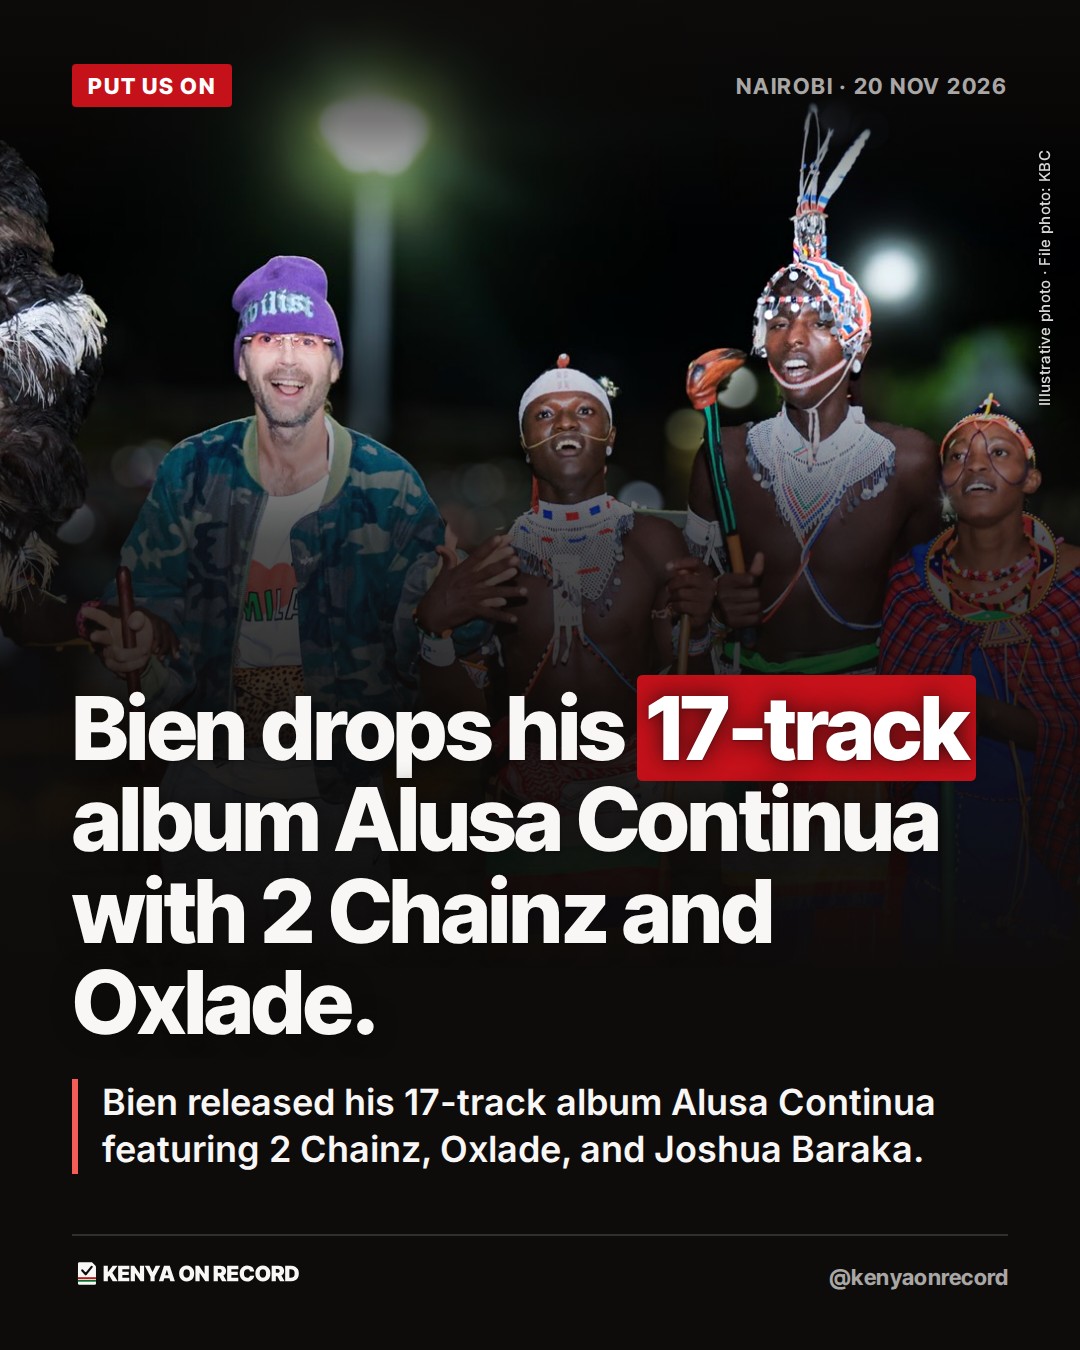 PUT US ON
NAIROBI · 20 NOV 2026
Illustrative photo · File photo: KBC
vilist
MILA
Bien drops his 17-track
album Alusa Continua
with 2 Chainz and
Oxlade.
Bien released his 17-track album Alusa Continua
featuring 2 Chainz, Oxlade, and Joshua Baraka.
KENYA ON RECORD
@kenyaonrecord